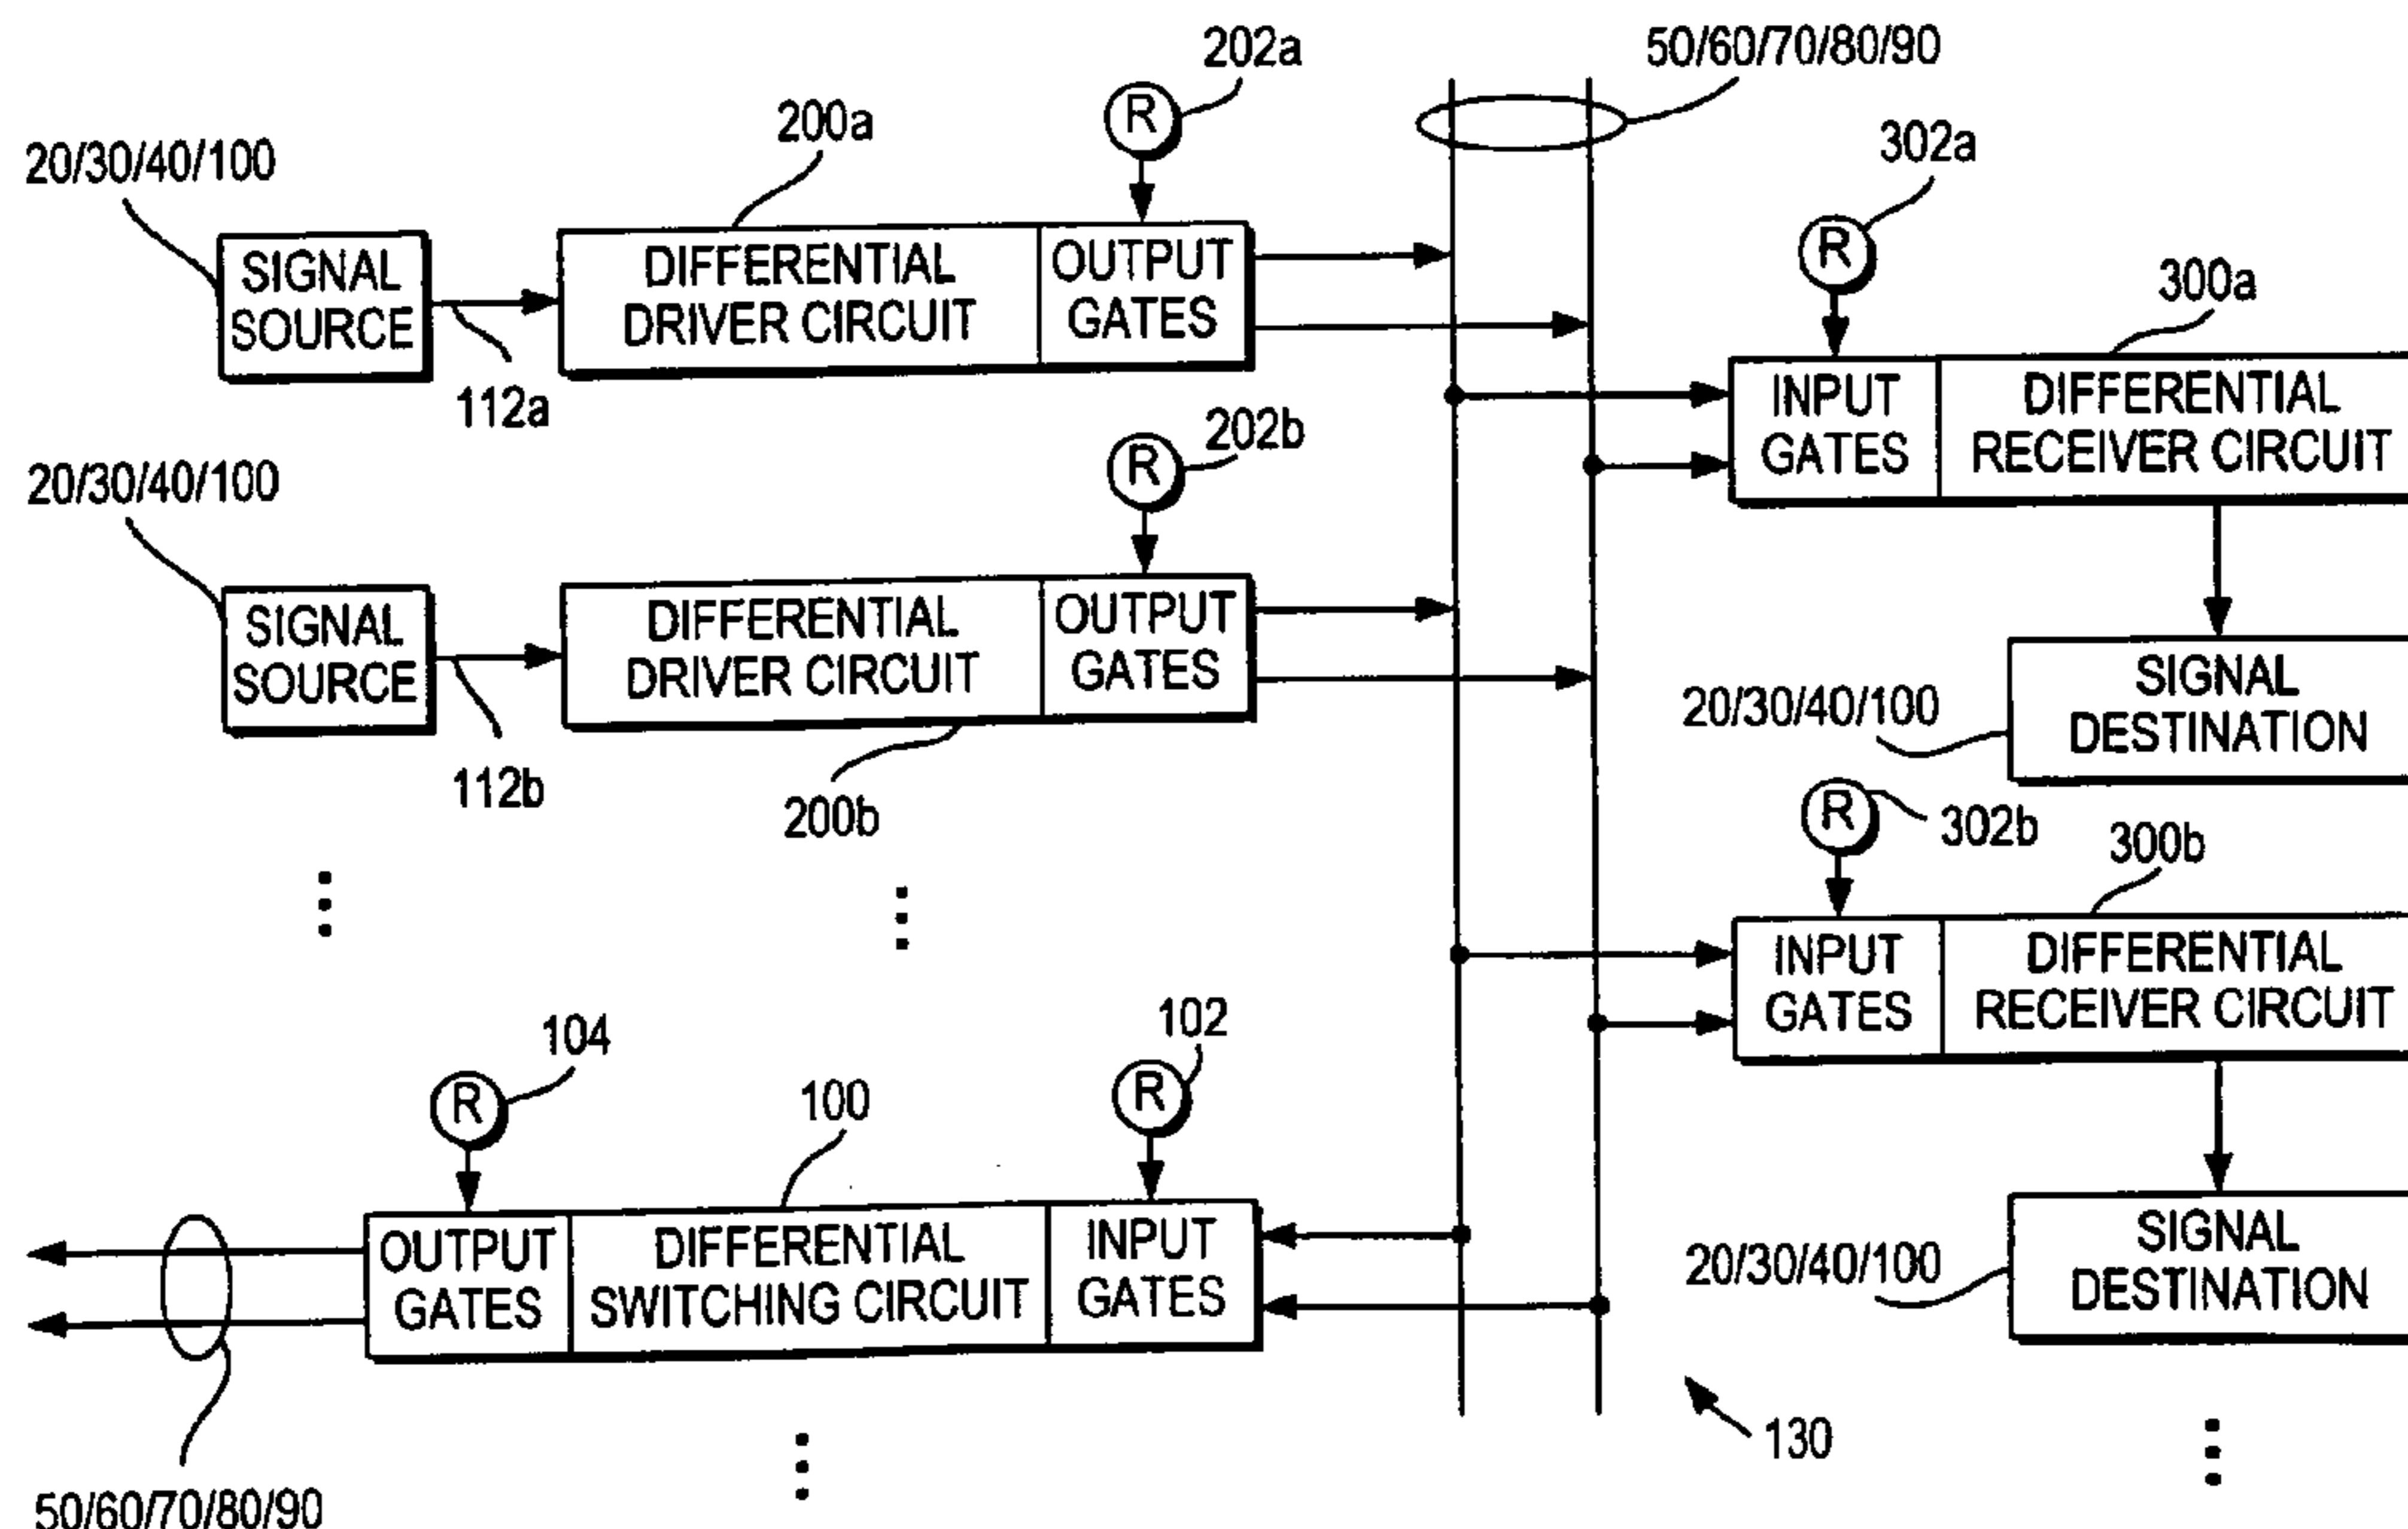 202a
50/60/70/80/90
200a
302a
20/30/40/100
R
R
300a
SIGNAL
SOURCE
DIFFERENTIAL
DRIVER CIRCUIT
OUTPUT
GATES
112a
INPUT
GATES
DIFFERENTIAL
RECEIVER CIRCUIT
202b
R
20/30/40/100
SIGNAL
SOURCE
DIFFERENTIAL
DRIVER CIRCUIT
OUTPUT
GATES
20/30/40/100
SIGNAL
DESTINATION
112b
200b
R
302b
300b
INPUT
GATES
DIFFERENTIAL
RECEIVER CIRCUIT
104
102
R
100
R
OUTPUT
GATES
DIFFERENTIAL
SWITCHING CIRCUIT
INPUT
GATES
20/30/40/100
SIGNAL
DESTINATION
130
50/60/70/80/90